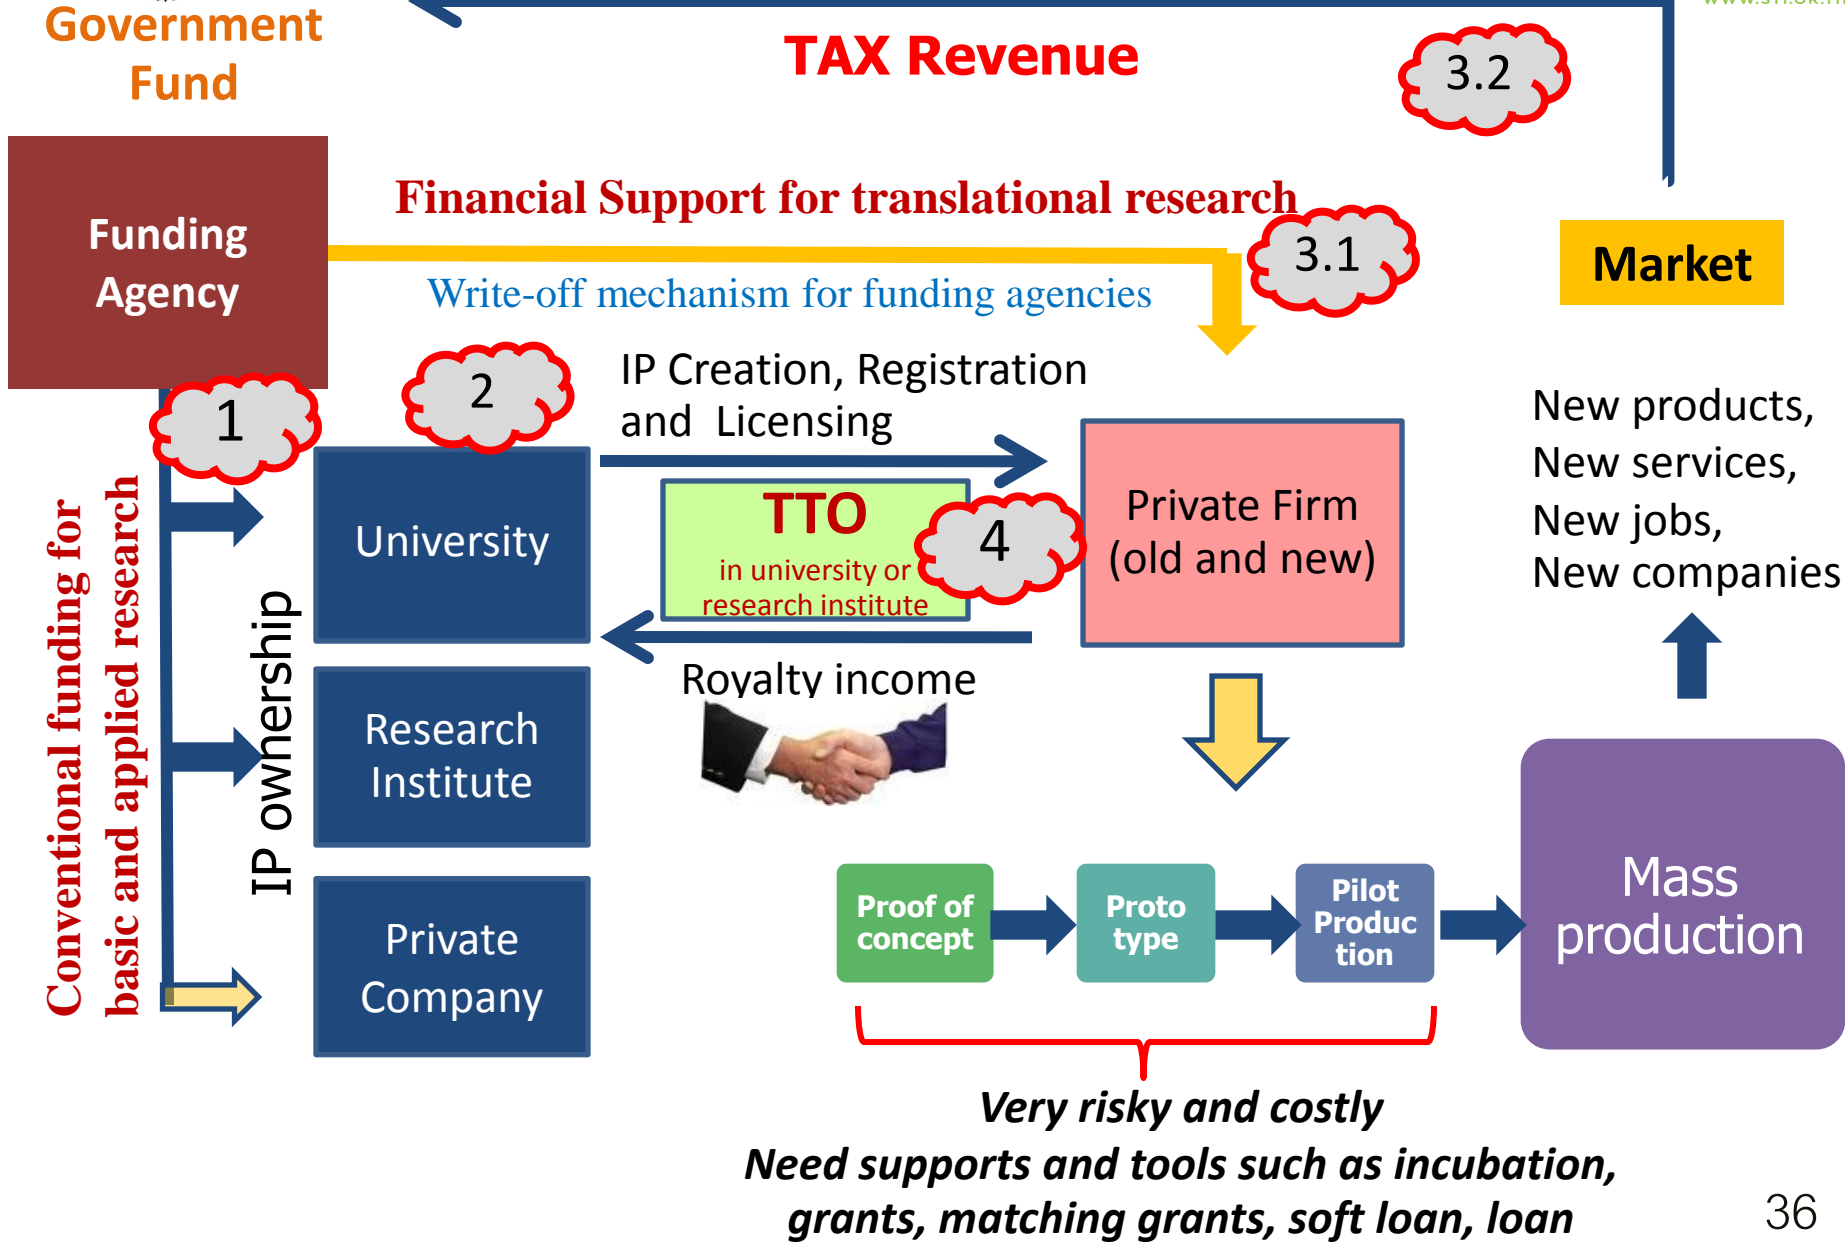 WWW.STI.OR.TH
Government
Fund
TAX Revenue
3.2
Funding
Agency
Financial Support for translational research
3.1
Write-off mechanism for funding agencies
Market
1
2
IP Creation, Registration
and Licensing
New products,
New services,
New jobs,
New companies
Conventional funding for
basic and applied research
IP ownership
University
TTO
in university or
research institute
4
Private Firm
(old and new)
Royalty income
Research
Institute
Private
Company
Proof of
concept
Proto
type
Pilot
Produc
tion
Mass
production
Very risky and costly
Need supports and tools such as incubation,
grants, matching grants, soft loan, loan
36